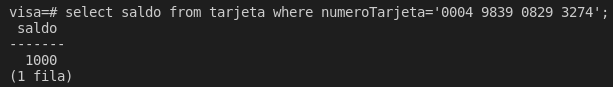 visa=# select saldo from tarjeta where numeroTarjeta='0004 9839 0829 3274';
saldo
-------
1000
(1 fila)